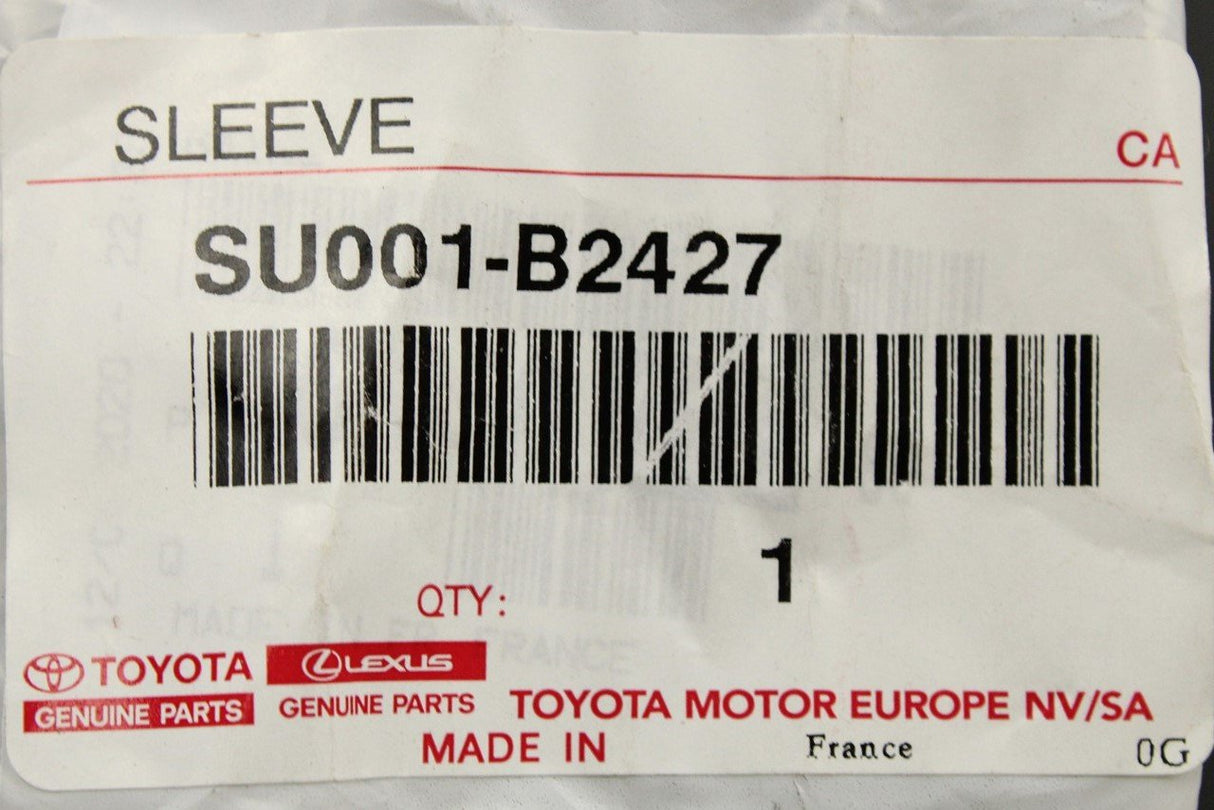 SLEEVE
CA
SU001-B2427
1
QTY:
TOYOTA
GENUINE PARTS
LEXUS
GENUINE PARTS
TOYOTA MOTOR EUROPE NV/SA
MADE IN France 0G